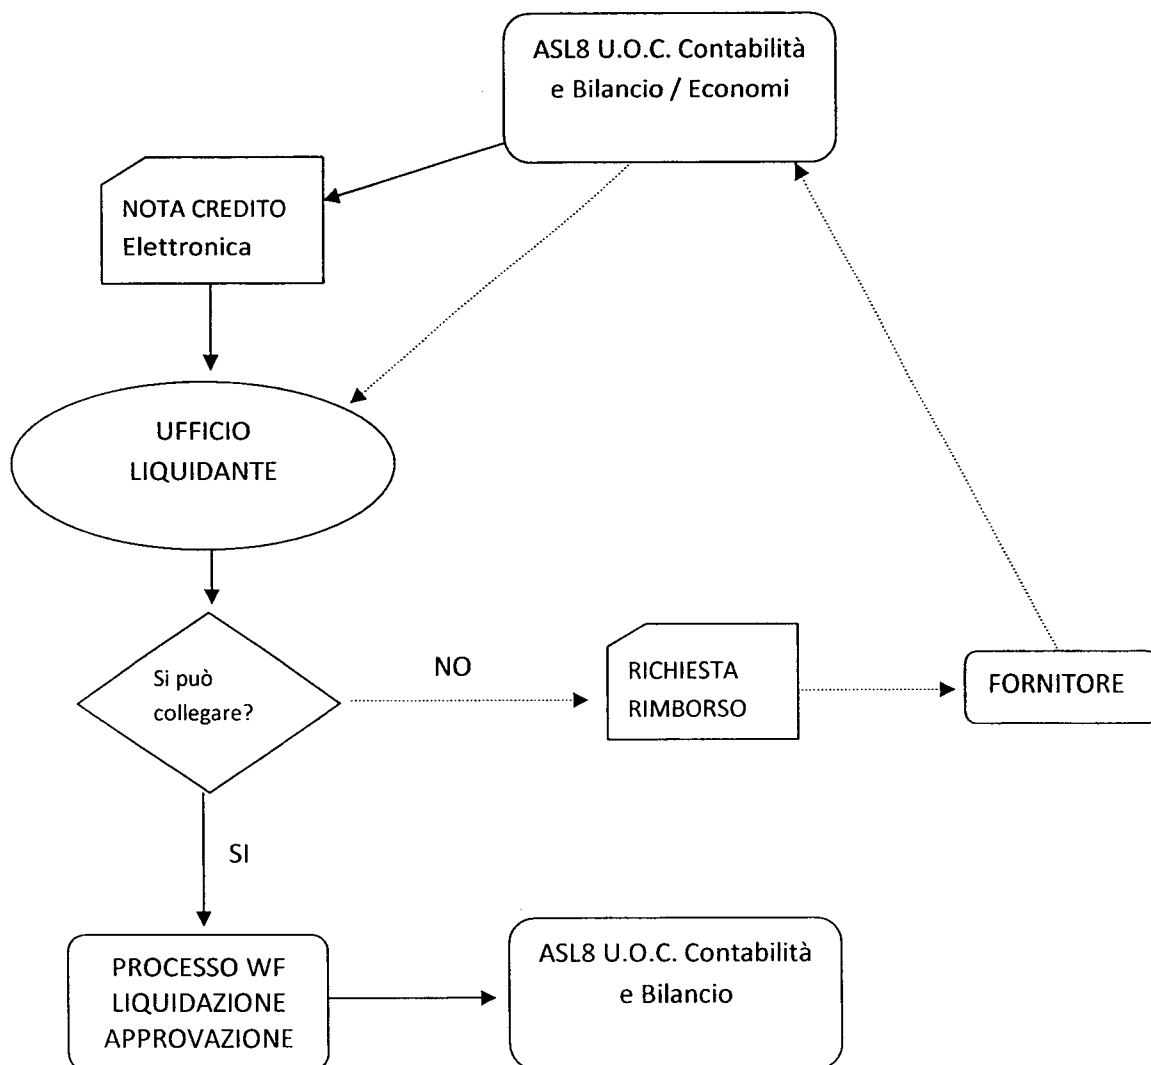 ASL8 U.O.C. Contabilità
e Bilancio / Economi
NOTA CREDITO
Elettronica
UFFICIO
LIQUIDANTE
Si può
collegare?
NO
RICHIESTA
RIMBORSO
FORNITORE
SI
PROCESSO WF
LIQUIDAZIONE
APPROVAZIONE
ASL8 U.O.C. Contabilità
e Bilancio